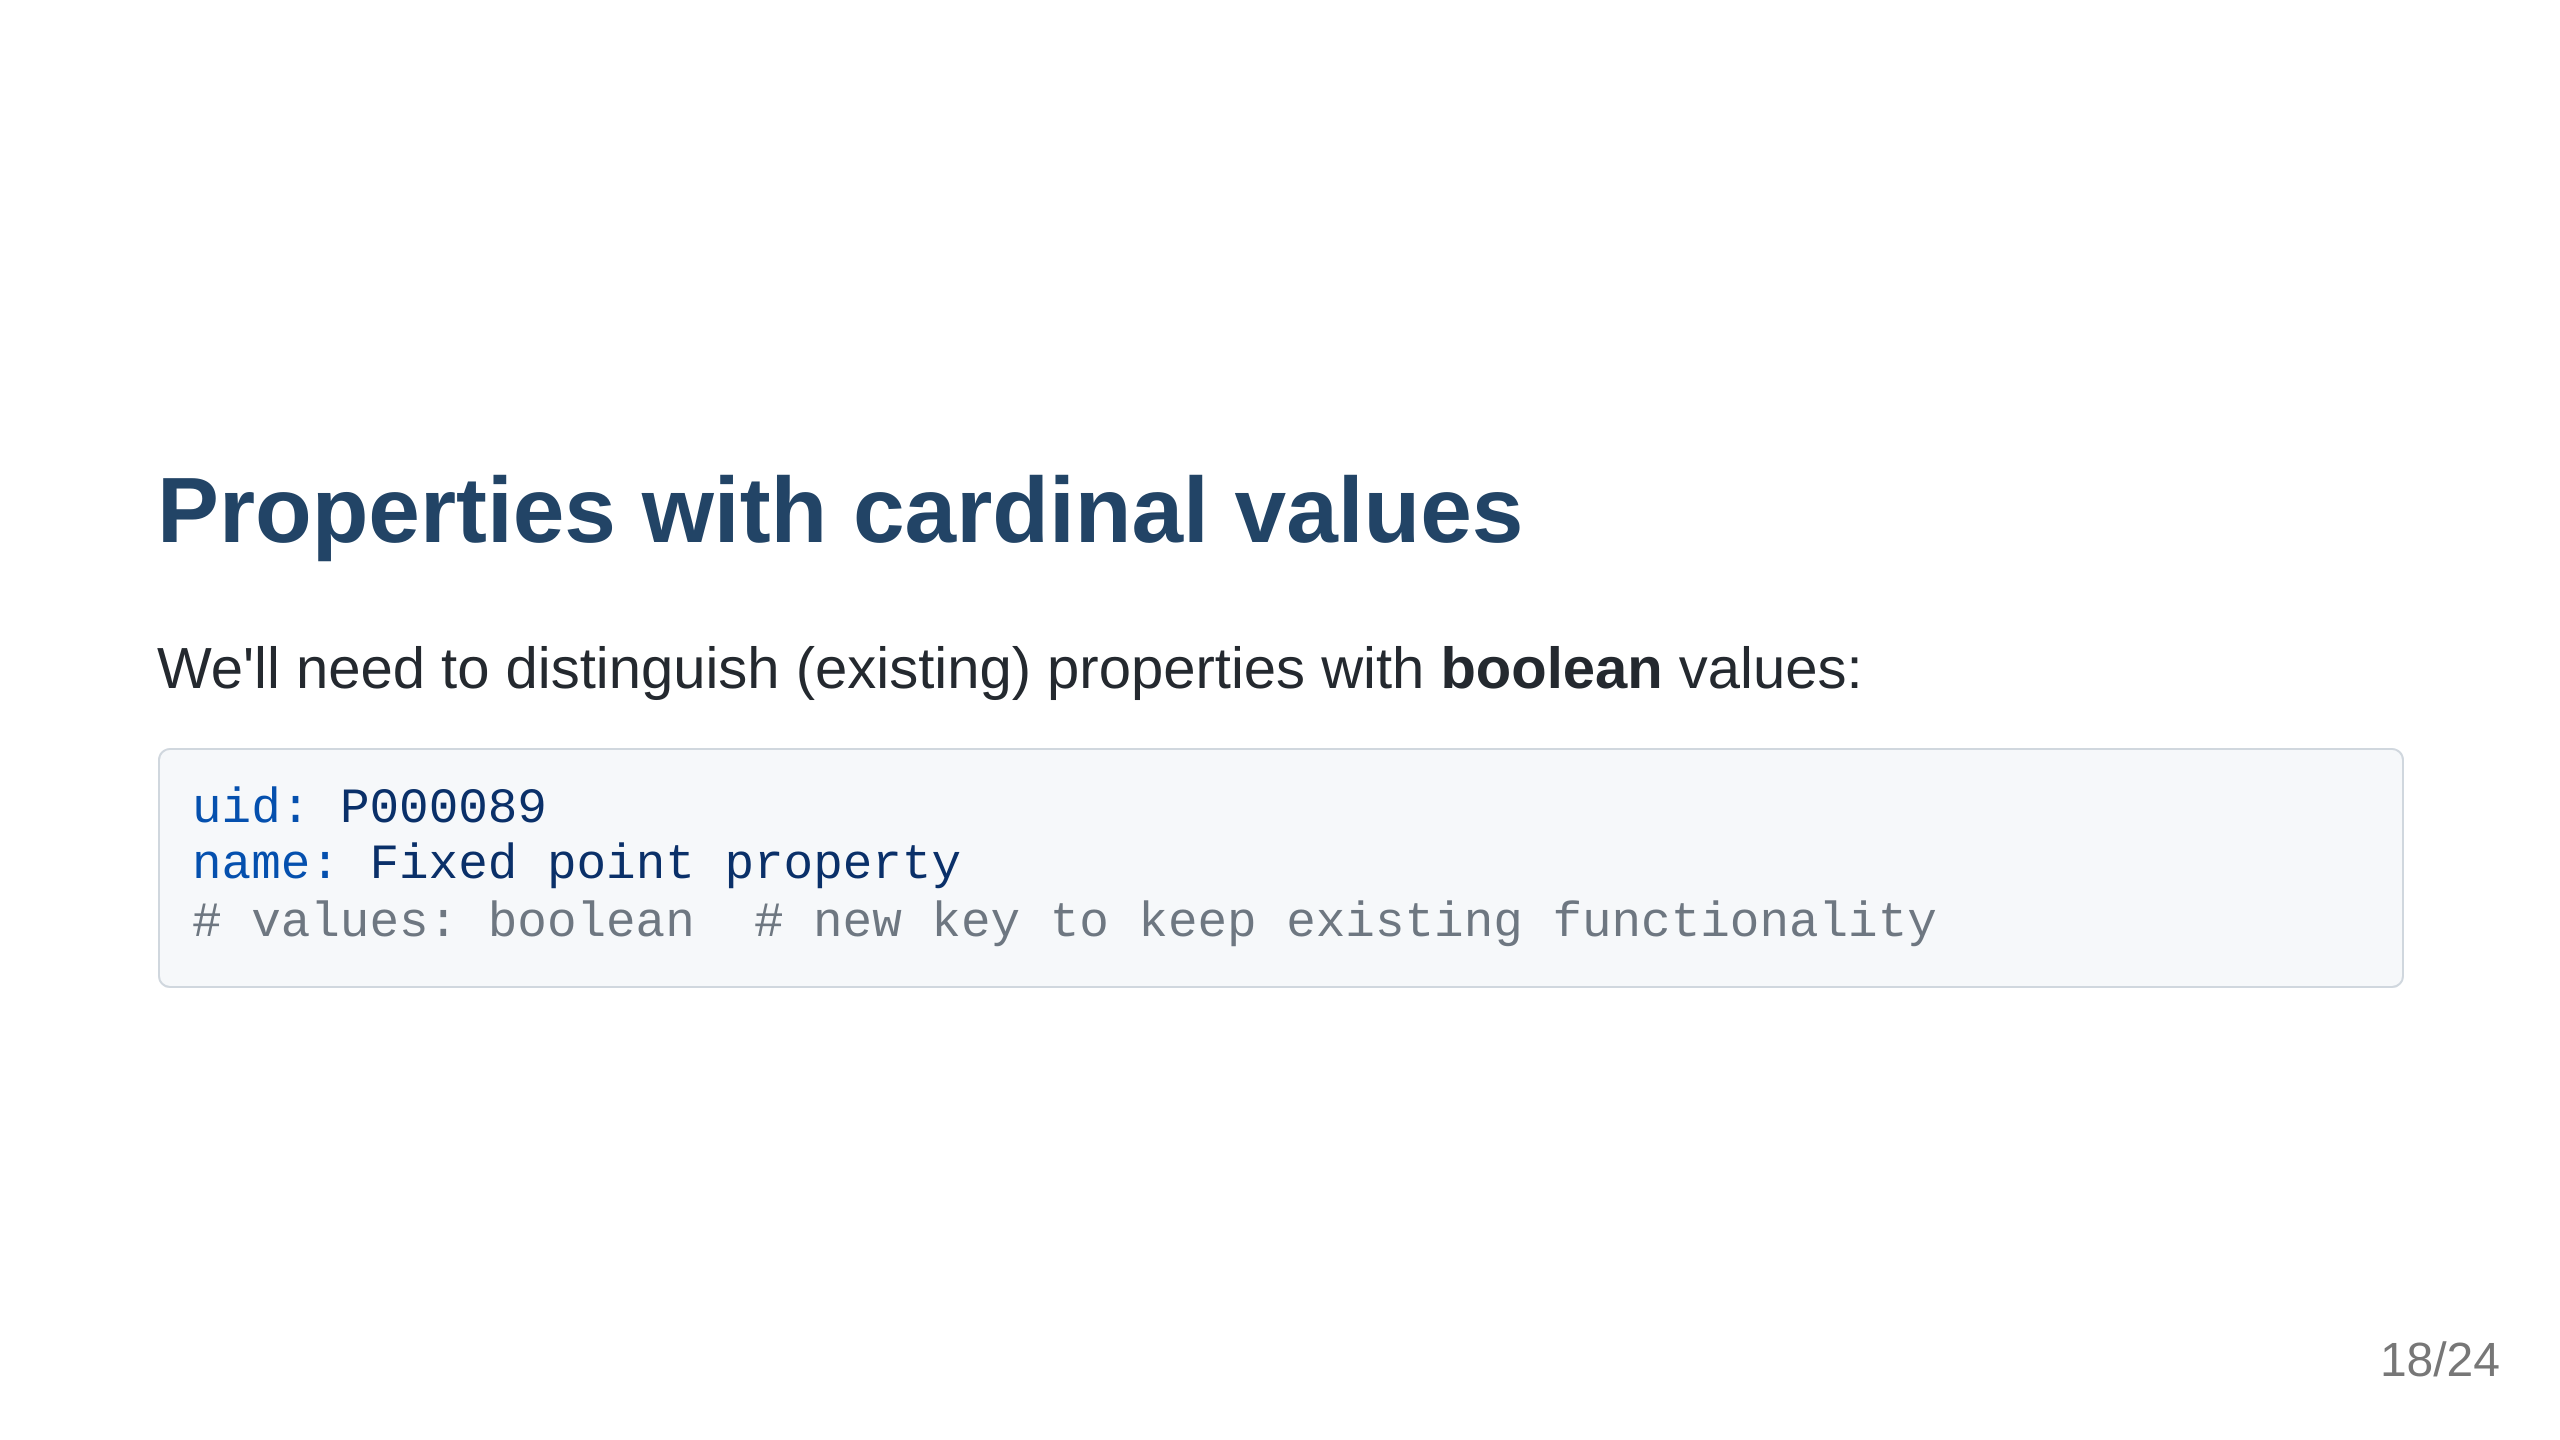 Properties with cardinal values
We'll need to distinguish (existing) properties with boolean values:
uid: P000089
name: Fixed point property
# values: boolean  # new key to keep existing functionality
18/24